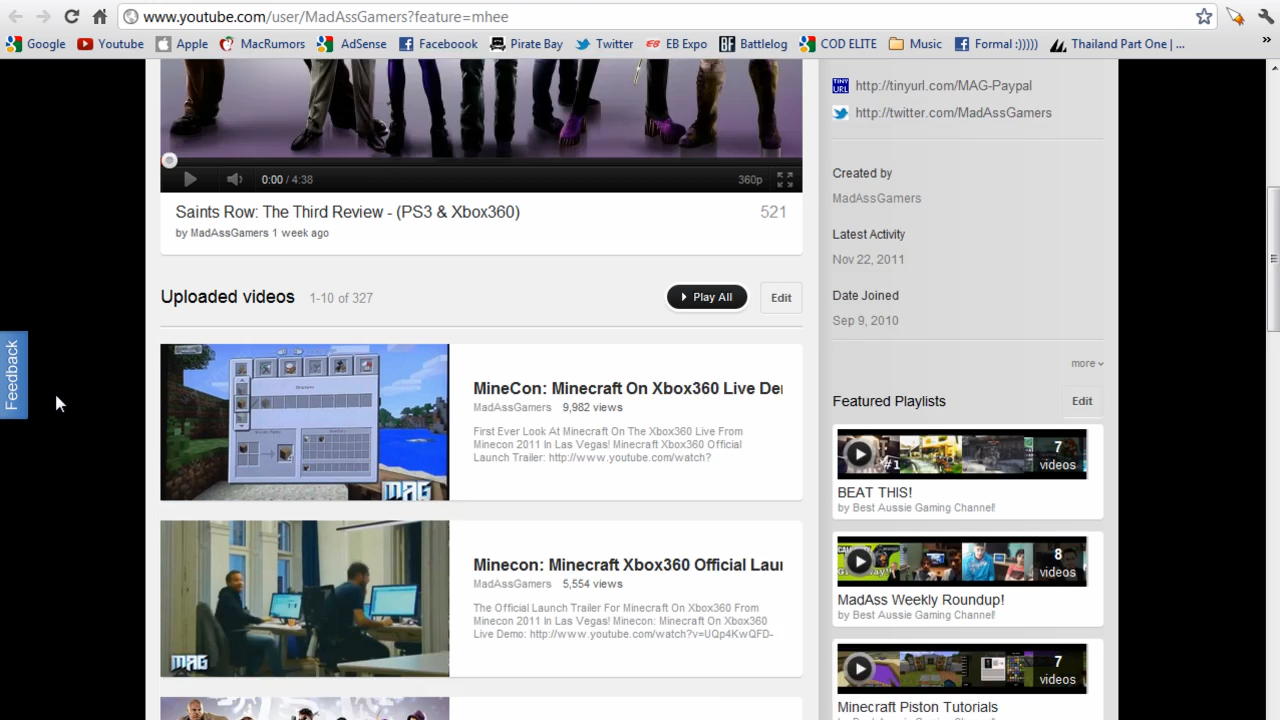 www.youtube.com/user/MadAssGamers?feature=mhee
Google Youtube Apple MacRumors AdSense Faceboook Pirate Bay Twitter EB Expo Battlelog COD ELITE Music Formal :))))) Thailand Part One | ... »
0:00 / 4:38 360p
Saints Row: The Third Review - (PS3 & Xbox360) 521
by MadAssGamers 1 week ago
Uploaded videos 1-10 of 327 Play All Edit
Feedback
MineCon: Minecraft On Xbox360 Live De
MadAssGamers 9,982 views
First Ever Look At Minecraft On The Xbox360 Live From
Minecon 2011 In Las Vegas! Minecraft Xbox360 Official
Launch Trailer: http://www.youtube.com/watch?
MAG
Minecon: Minecraft Xbox360 Official Lau
MadAssGamers 5,554 views
The Official Launch Trailer For Minecraft On Xbox360 From
Minecon 2011 In Las Vegas! Minecon: Minecraft On Xbox360
Live Demo: http://www.youtube.com/watch?v=UQp4KwQFD-
MAG
http://tinyurl.com/MAG-Paypal
http://twitter.com/MadAssGamers
Created by
MadAssGamers
Latest Activity
Nov 22, 2011
Date Joined
Sep 9, 2010
more
Featured Playlists Edit
#1
7
videos
BEAT THIS!
by Best Aussie Gaming Channel!
8
videos
MadAss Weekly Roundup!
by Best Aussie Gaming Channel!
7
videos
Minecraft Piston Tutorials